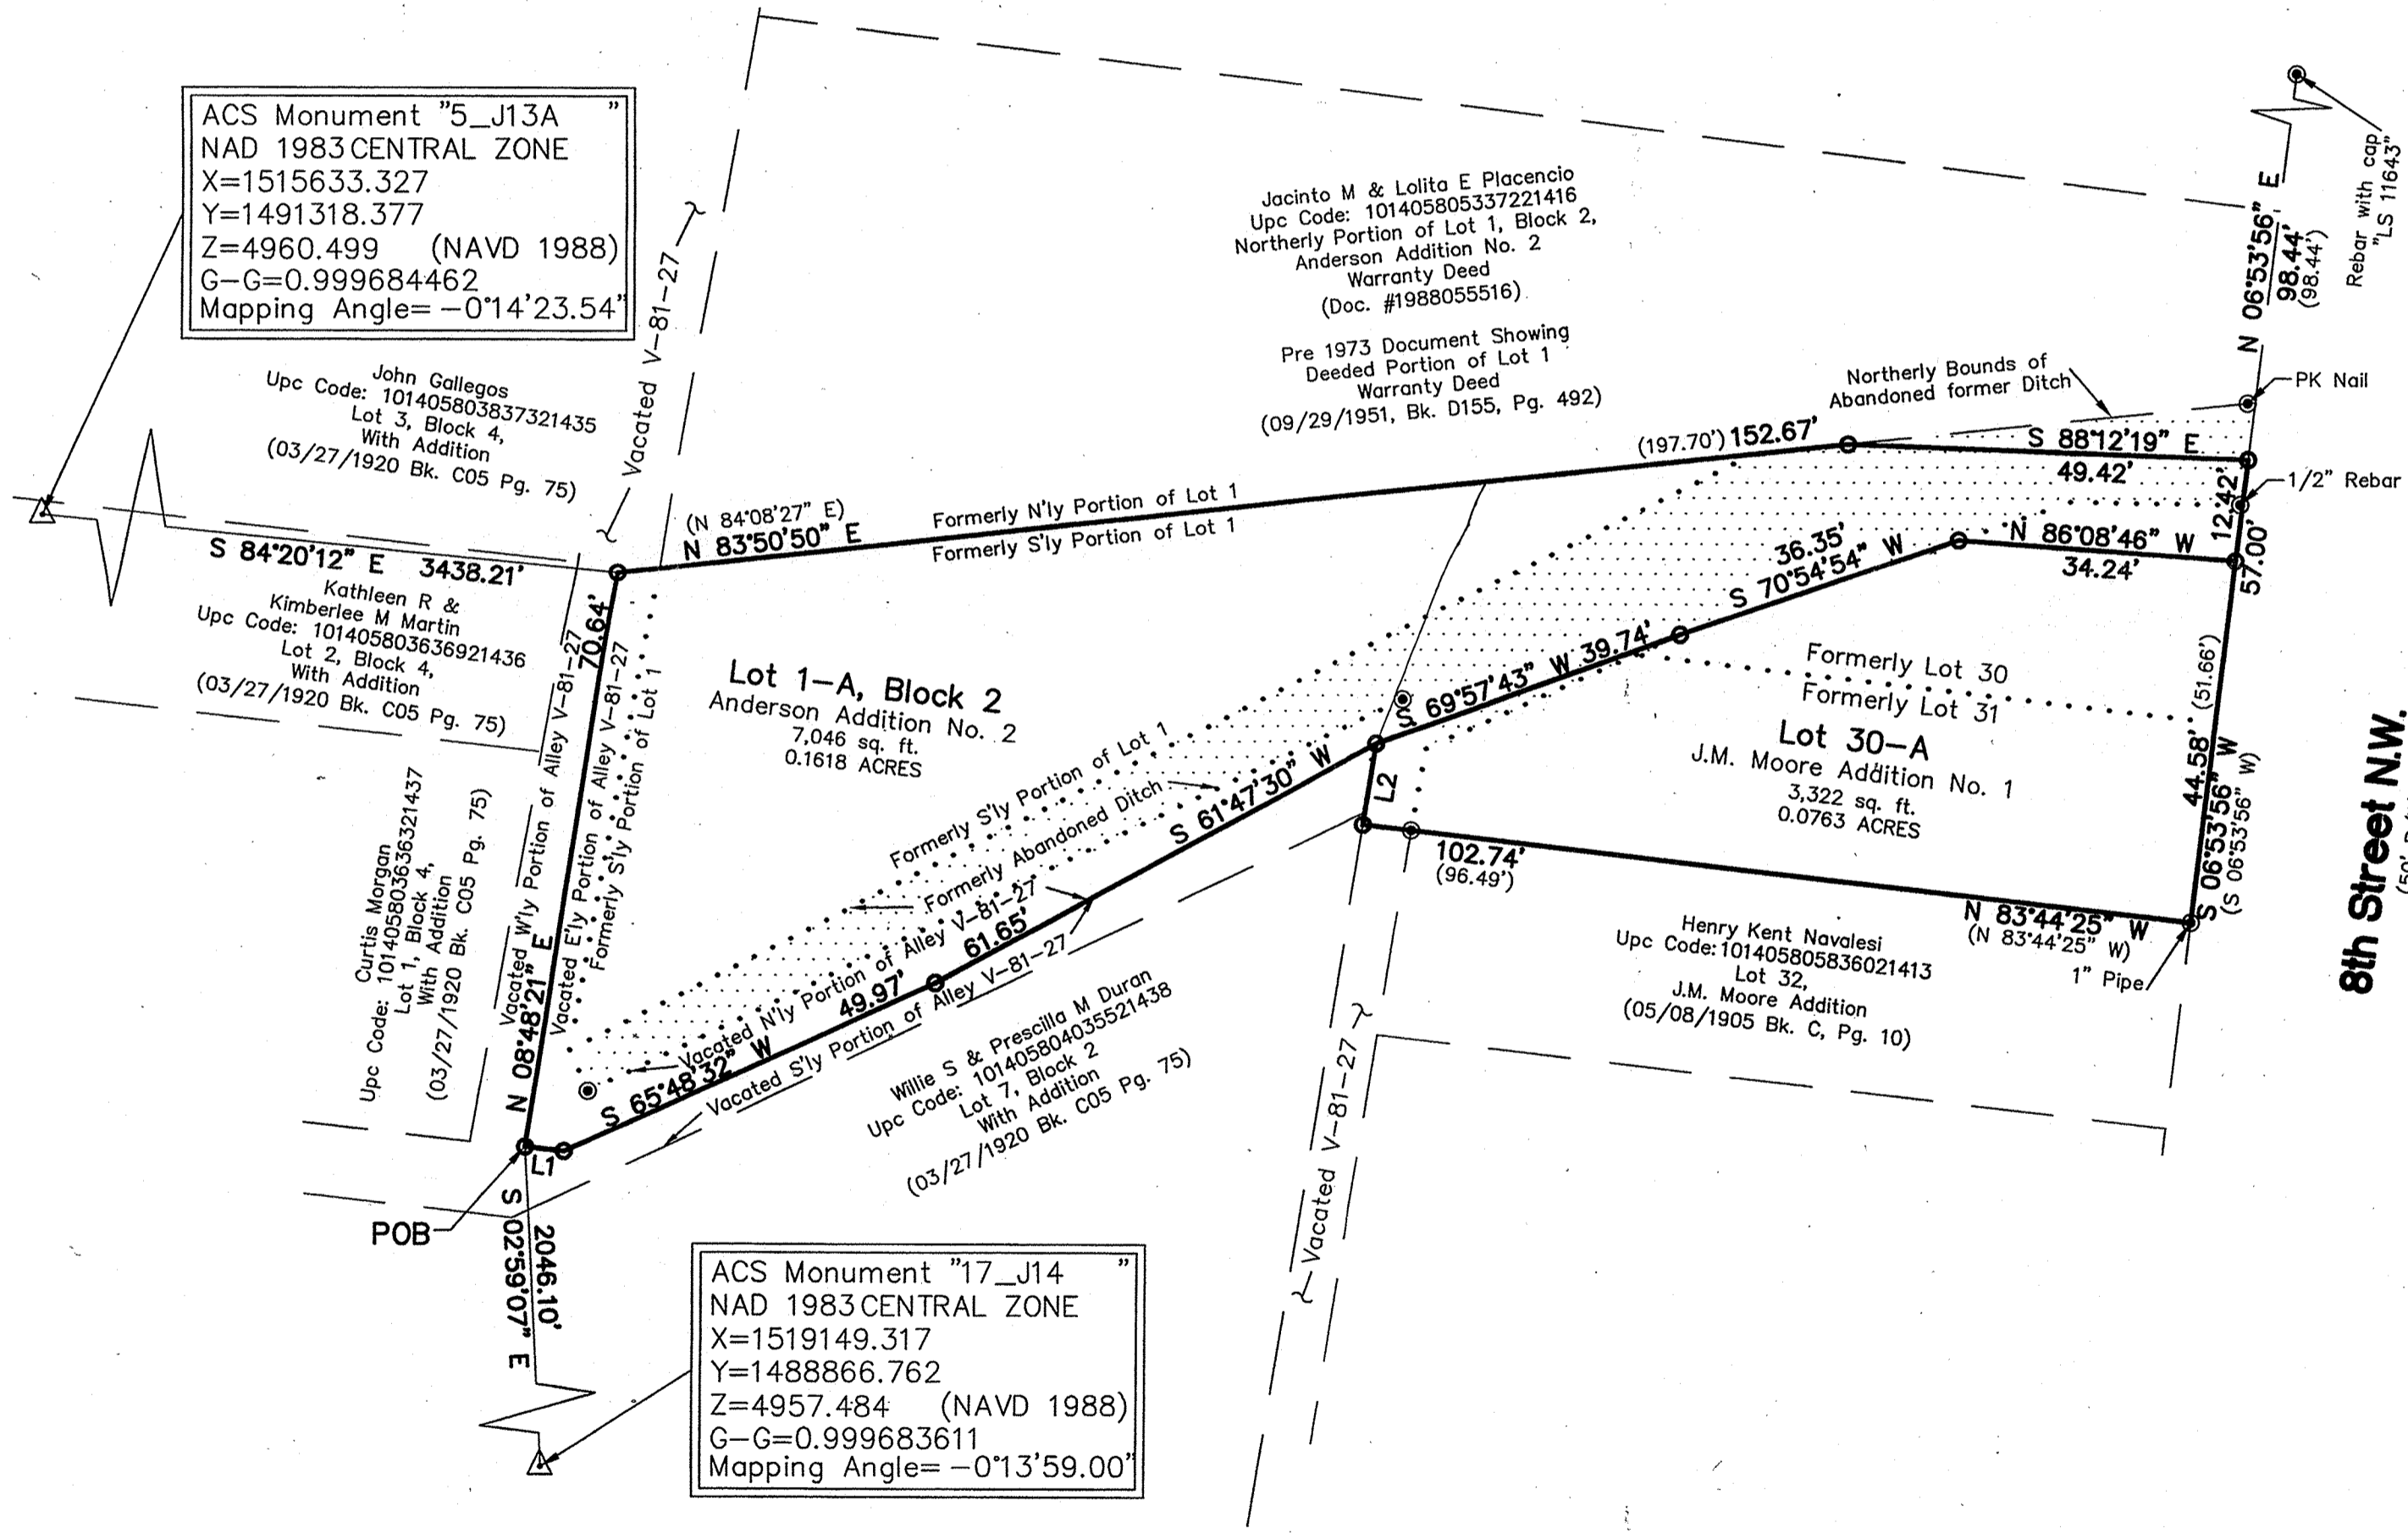 ACS Monument "5_J13A "
NAD 1983 CENTRAL ZONE
X=1515633.327
Y=1491318.377
Z=4960.499 (NAVD 1988)
G-G=0.999684462
Mapping Angle= -0°14'23.54"
John Gallegos
Upc Code: 101405803837321435
Lot 3, Block 4,
With Addition
(03/27/1920 Bk. C05 Pg. 75)
Vacated V-81-27
Jacinto M & Lolita E Placencio
Upc Code: 101405805337221416
Northerly Portion of Lot 1, Block 2,
Anderson Addition No. 2
Warranty Deed
(Doc. #1988055516)
Pre 1973 Document Showing
Deeded Portion of Lot 1
Warranty Deed
(09/29/1951, Bk. D155, Pg. 492)
N 06°53'56" E
98.44'
(98.44')
Rebar with cap
"LS 11643"
Northerly Bounds of
Abandoned former Ditch
PK Nail
(197.70') 152.67'
S 88°12'19" E
49.42'
12.42'
1/2" Rebar
57.00'
(N 84°08'27" E)
N 83°50'50" E
Formerly N'ly Portion of Lot 1
Formerly S'ly Portion of Lot 1
S 84°20'12" E 3438.21'
Kathleen R &
Kimberlee M Martin
Upc Code: 101405803636921436
Lot 2, Block 4,
With Addition
(03/27/1920 Bk. C05 Pg. 75)
36.35'
S 70°54'54" W
N 86°08'46" W
34.24'
S 69°57'43" W 39.74'
70.64'
N 08°48'21" E
Vacated W'ly Portion of Alley V-81-27
Vacated E'ly Portion of Alley V-81-27
Formerly S'ly Portion of Lot 1
Lot 1-A, Block 2
Anderson Addition No. 2
7,046 sq. ft.
0.1618 ACRES
Formerly Lot 30
Formerly Lot 31
Lot 30-A
J.M. Moore Addition No. 1
3,322 sq. ft.
0.0763 ACRES
(51.66')
44.58'
S 06°53'56" W
(S 06°53'56" W)
8th Street N.W.
Curtis Morgan
Upc Code: 101405803636321437
Lot 1, Block 4,
With Addition
(03/27/1920 Bk. C05 Pg. 75)
Formerly S'ly Portion of Lot 1
Formerly Abandoned Ditch
S 61°47'30" W
61.65'
L2
102.74'
(96.49')
N 83°44'25" W
(N 83°44'25" W)
1" Pipe
Vacated N'ly Portion of Alley V-81-27
49.97'
S 65°48'32" W
Vacated S'ly Portion of Alley V-81-27
Willie S & Prescilla M Duran
Upc Code: 101405804035521438
Lot 7, Block 2
With Addition
(03/27/1920 Bk. C05 Pg. 75)
Henry Kent Navalesi
Upc Code: 101405805836021413
Lot 32,
J.M. Moore Addition
(05/08/1905 Bk. C, Pg. 10)
Vacated V-81-27
L1
POB
S 02°59'07" E
2046.10'
ACS Monument "17_J14 "
NAD 1983 CENTRAL ZONE
X=1519149.317
Y=1488866.762
Z=4957.484 (NAVD 1988)
G-G=0.999683611
Mapping Angle= -0°13'59.00"